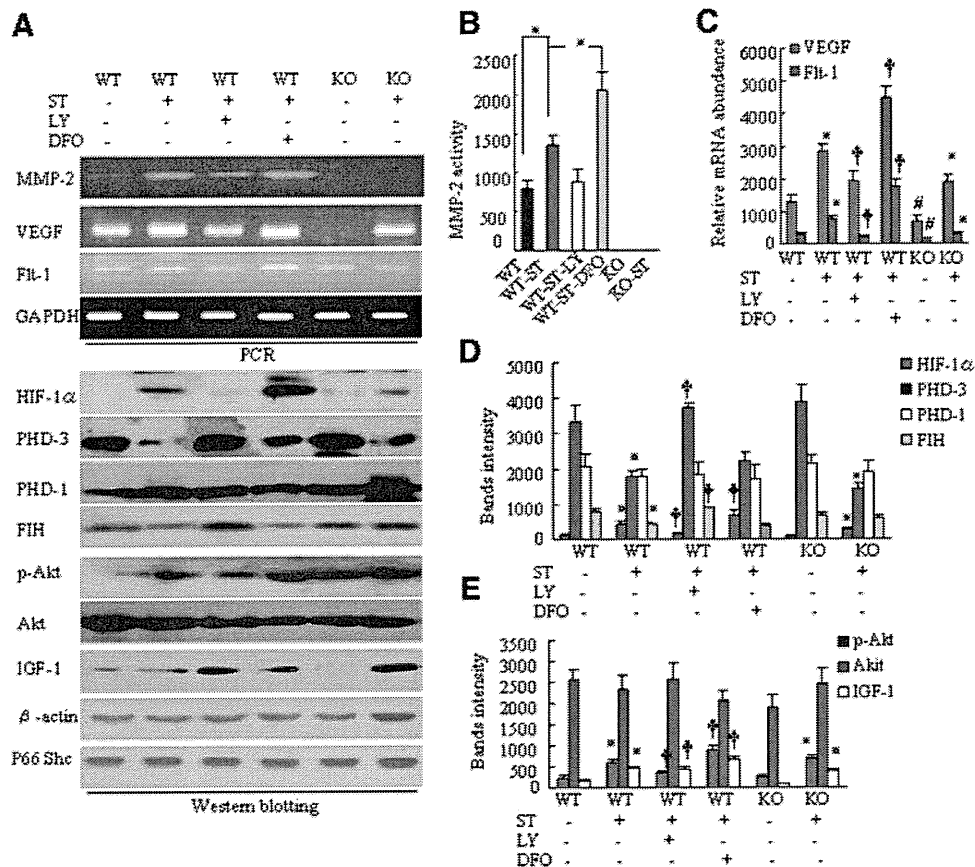 A
WT WT WT WT KO KO
ST - + + + - +
LY +
DFO +
MMP-2
VEGF
Flt-1
GAPDH
PCR
HIF-1α
PHD-3
PHD-1
FIH
p-Akt
Akt
IGF-1
β-actin
P66 Shc
Western blotting
B
* *
MMP-2 activity
2500
2000
1500
1000
500
0
WT
WT-ST
WT-ST-LY
WT-ST-DFO
KO
KO-ST
C
VEGF
Flt-1
Relative mRNA abundance
6000
5000
4000
3000
2000
1000
0
* * † † † † # # * *
WT WT WT WT KO KO
ST - + + + - +
LY - - + - - -
DFO - - - + - -
D
HIF-1α
PHD-3
PHD-1
FIH
Bands intensity
5000
4000
3000
2000
1000
0
* * * † † † † * *
WT WT WT WT KO KO
ST - + + + - +
LY - - + - - -
DFO - - - + - -
E
p-Akt
Akit
IGF-1
Bands intensity
3500
3000
2500
2000
1500
1000
500
0
* * † † † † * *
WT WT WT WT KO KO
ST - + + + - +
LY - - + - - -
DFO - - - + - -